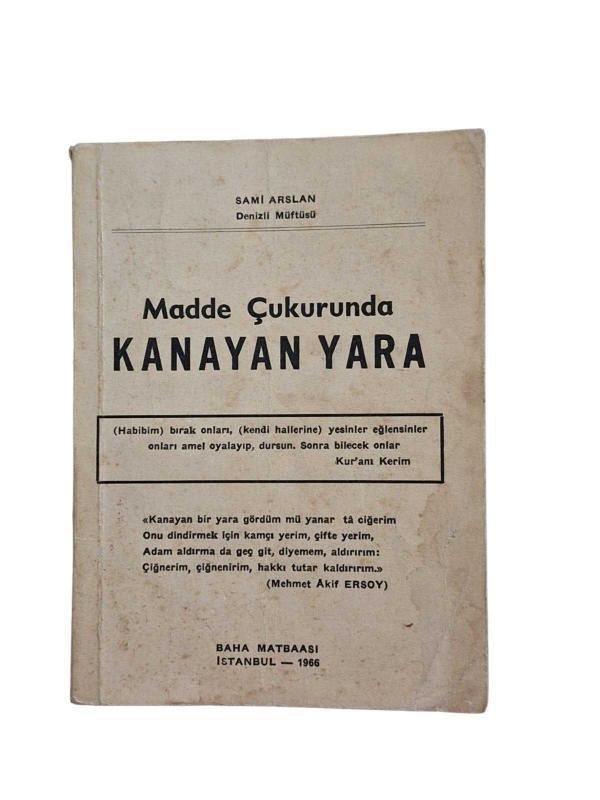 SAMİ ARSLAN
Denizli Müftüsü
Madde Çukurunda
KANAYAN YARA
(Habibim) bırak onları, (kendi hallerine) yesinler eğlensinler
onları amel oyalayıp, dursun. Sonra bilecek onlar
Kur'anı Kerim
«Kanayan bir yara gördüm mü yanar tâ ciğerim
Onu dindirmek için kamçı yerim, çifte yerim,
Adam aldırma da geç git, diyemem, aldırırım:
Çiğnerim, çiğnenirim, hakkı tutar kaldırırım.»
(Mehmet Âkif ERSOY)
BAHA MATBAASI
İSTANBUL — 1966